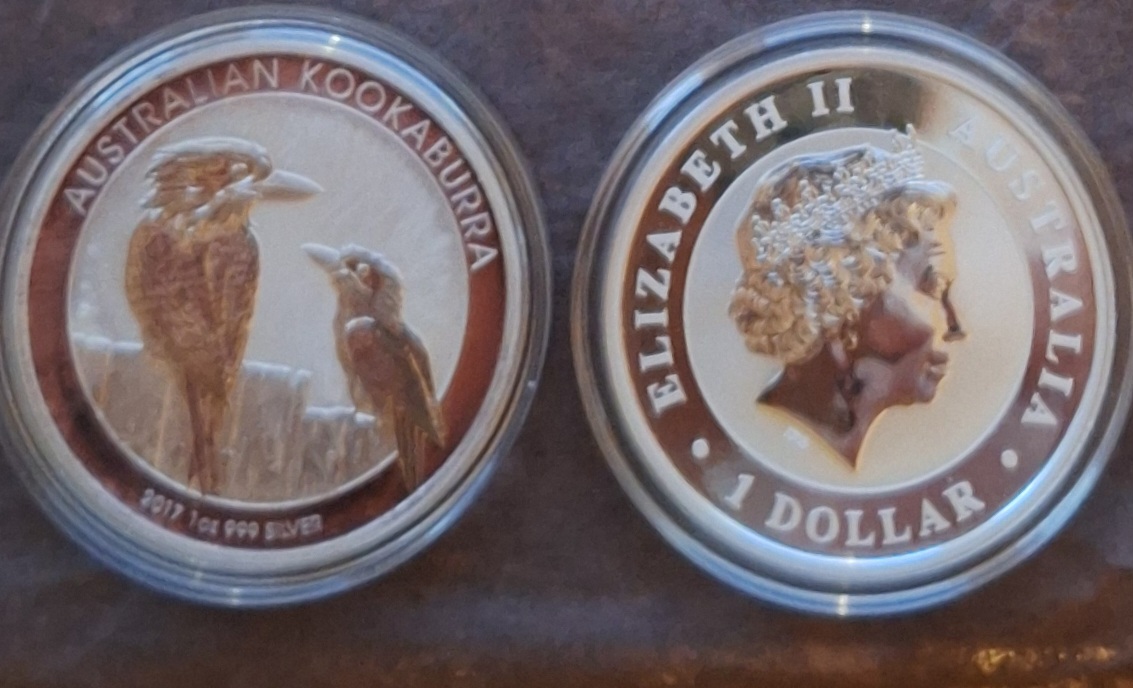 AUSTRALIAN KOOKABURRA
2017 1oz 999 SILVER
ELIZABETH II AUSTRALIA
• 1 DOLLAR •